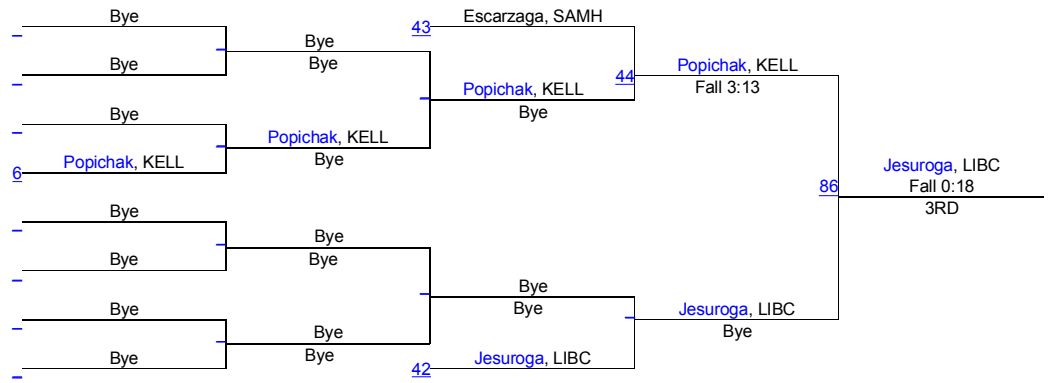 Bye
Bye
Bye
Bye
Bye
6 Popichak, KELL
Popichak, KELL
Bye
43 Escarzaga, SAMH
Popichak, KELL
Bye
44 Popichak, KELL
Fall 3:13
86 Jesuroga, LIBC
Fall 0:18
3RD
Bye
Bye
Bye
Bye
Bye
Bye
Bye
Bye
Bye
Bye
42 Jesuroga, LIBC
Jesuroga, LIBC
Bye